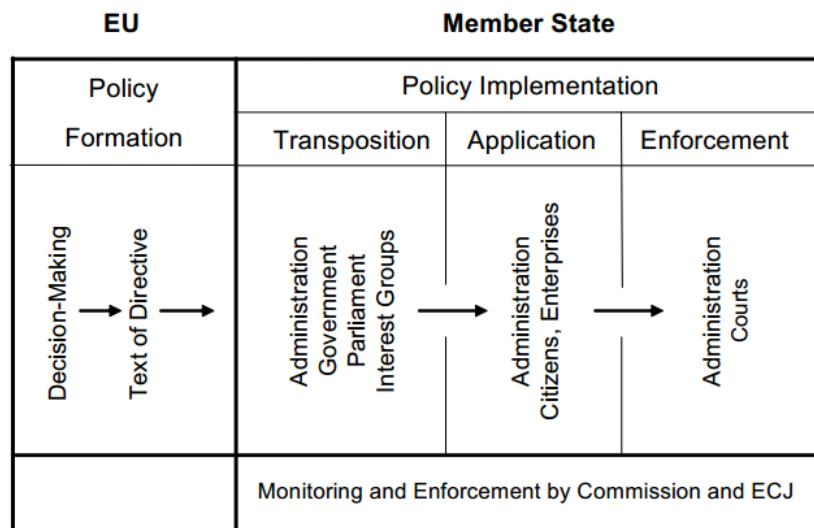 EU
Member State
Policy
Formation
Policy Implementation
Transposition
Application
Enforcement
Decision-Making
Text of Directive
Administration
Government
Parliament
Interest Groups
Administration
Citizens, Enterprises
Administration
Courts
Monitoring and Enforcement by Commission and ECJ